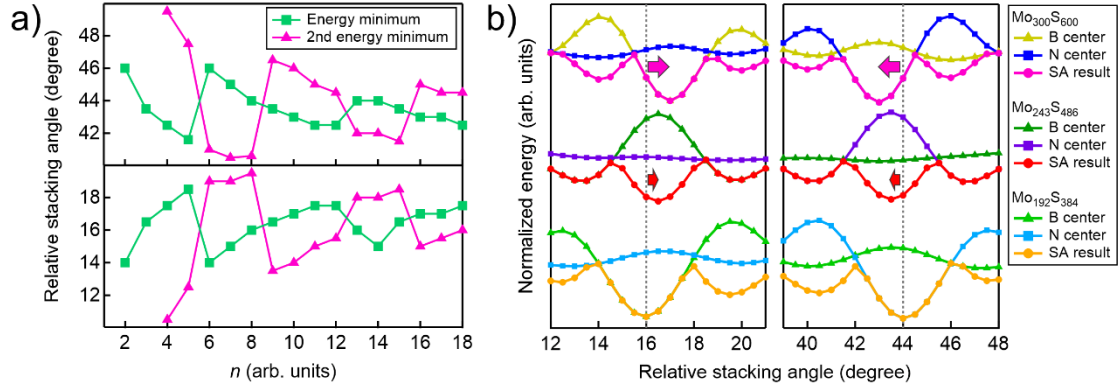 a)
Energy minimum
2nd energy minimum
Relative stacking angle (degree)
48
46
44
42
18
16
14
12
2 4 6 8 10 12 14 16 18
n (arb. units)
b)
Normalized energy (arb. units)
12 14 16 18 20
40 42 44 46 48
Relative stacking angle (degree)
Mo300S600
B center
N center
SA result
Mo243S486
B center
N center
SA result
Mo192S384
B center
N center
SA result